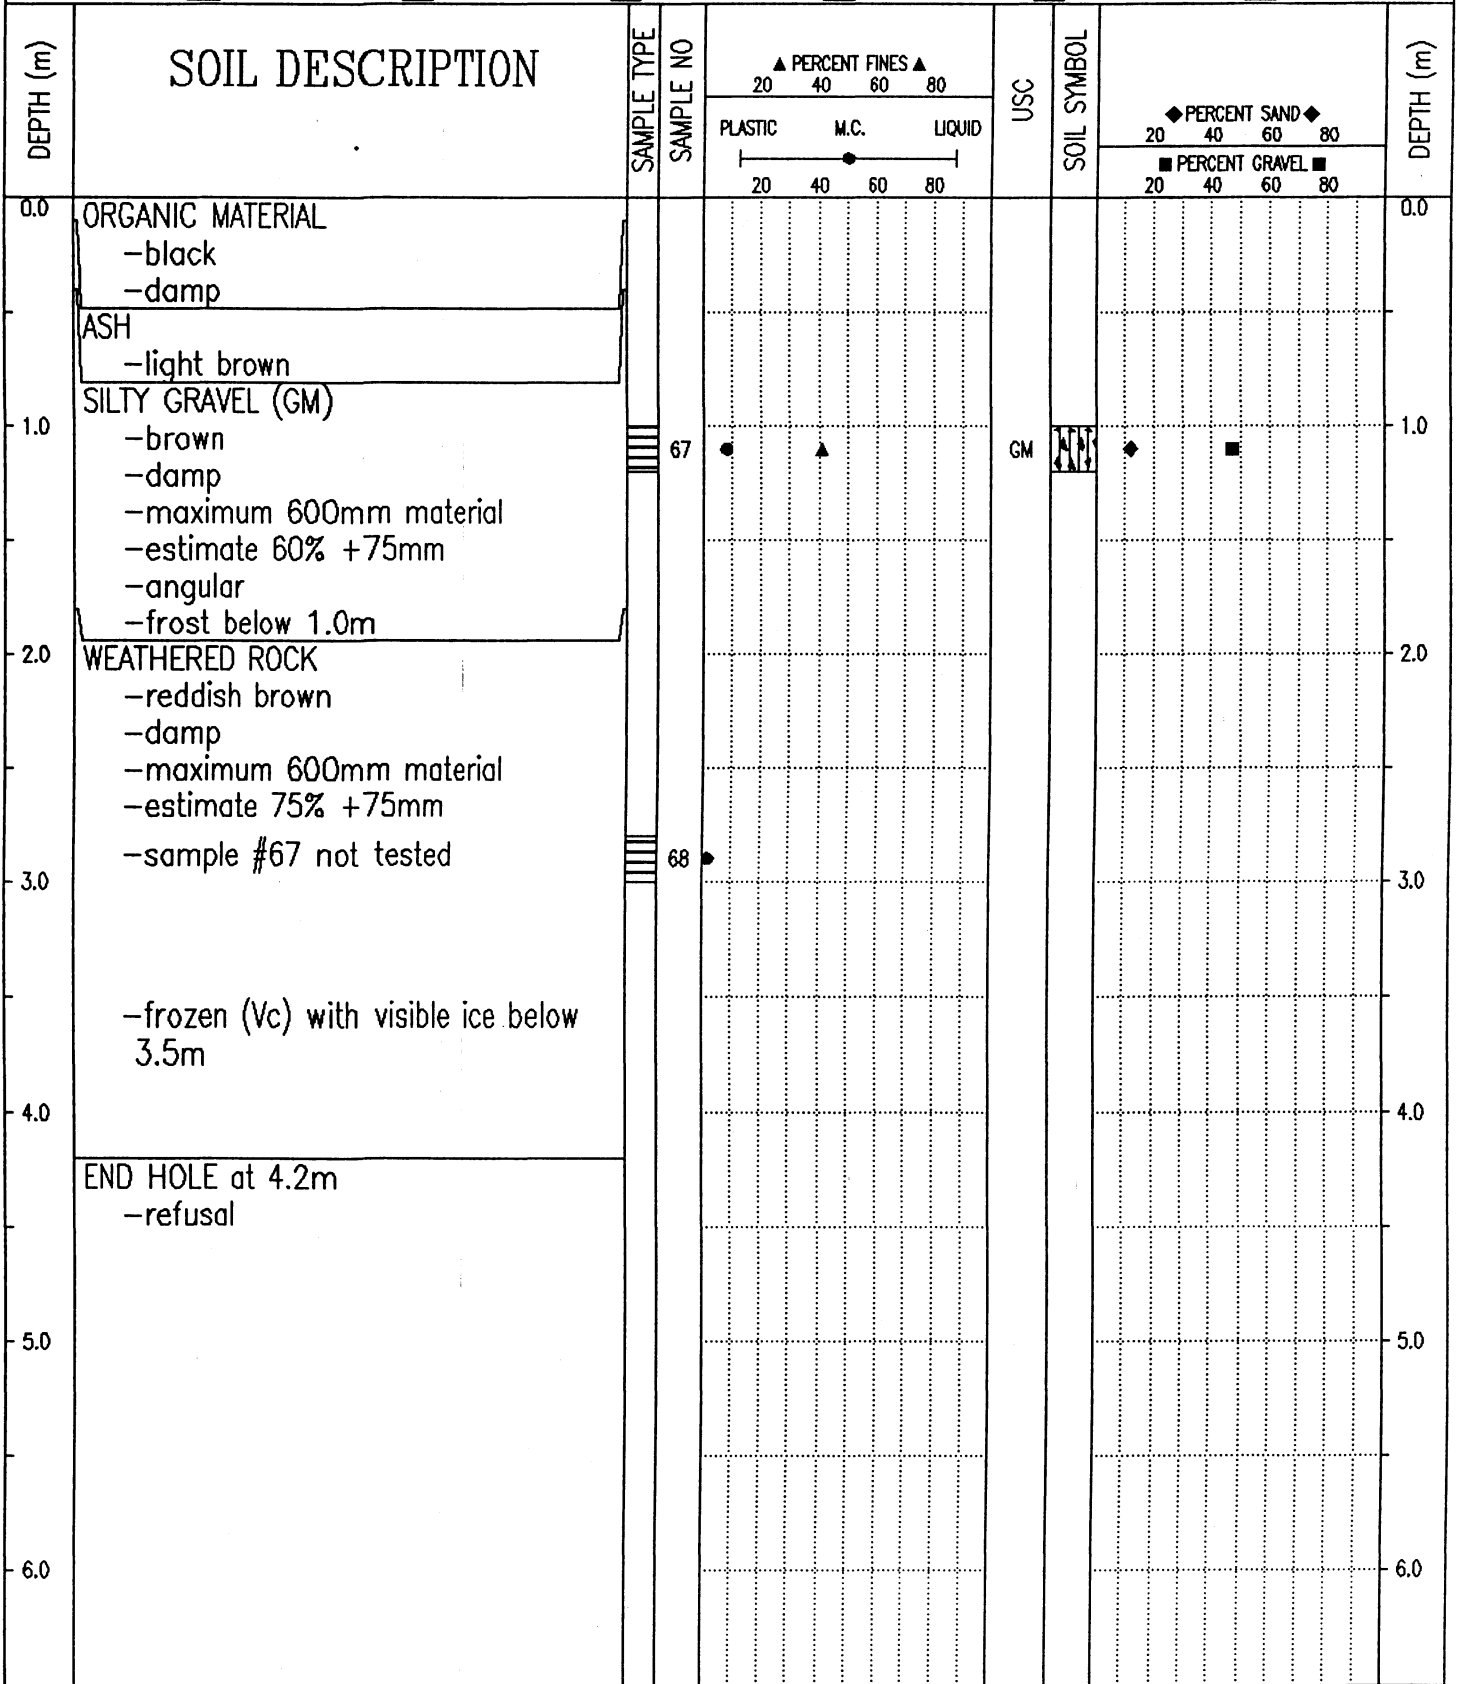 DEPTH (m)
SOIL DESCRIPTION
SAMPLE TYPE
SAMPLE NO
▲ PERCENT FINES ▲
20 40 60 80
PLASTIC M.C. LIQUID
20 40 60 80
USC
SOIL SYMBOL
◆ PERCENT SAND ◆
20 40 60 80
■ PERCENT GRAVEL ■
20 40 60 80
DEPTH (m)
0.0 0.0
ORGANIC MATERIAL
-black
-damp
ASH
-light brown
SILTY GRAVEL (GM)
1.0 1.0
-brown
67 GM
-damp
-maximum 600mm material
-estimate 60% +75mm
-angular
-frost below 1.0m
2.0 2.0
WEATHERED ROCK
-reddish brown
-damp
-maximum 600mm material
-estimate 75% +75mm
-sample #67 not tested
68
3.0 3.0
-frozen (Vc) with visible ice below
3.5m
4.0 4.0
END HOLE at 4.2m
-refusal
5.0 5.0
6.0 6.0